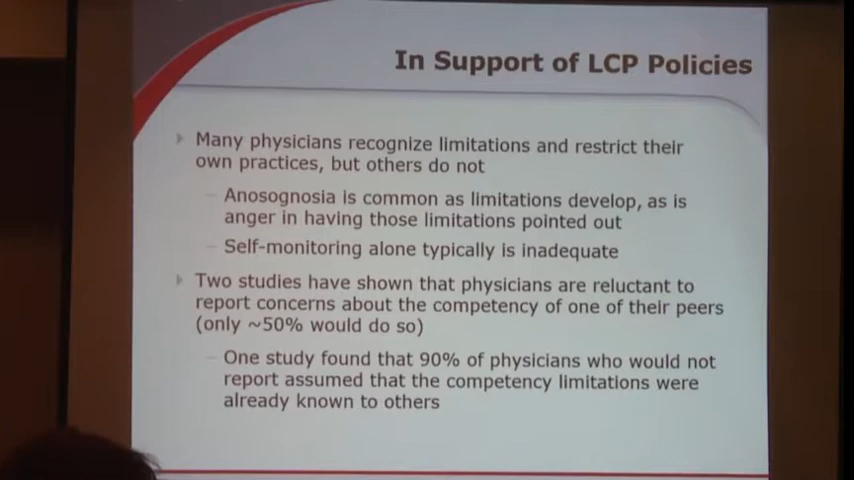 In Support of LCP Policies
Many physicians recognize limitations and restrict their
own practices, but others do not
– Anosognosia is common as limitations develop, as is
anger in having those limitations pointed out
– Self-monitoring alone typically is inadequate
Two studies have shown that physicians are reluctant to
report concerns about the competency of one of their peers
(only ~50% would do so)
– One study found that 90% of physicians who would not
report assumed that the competency limitations were
already known to others